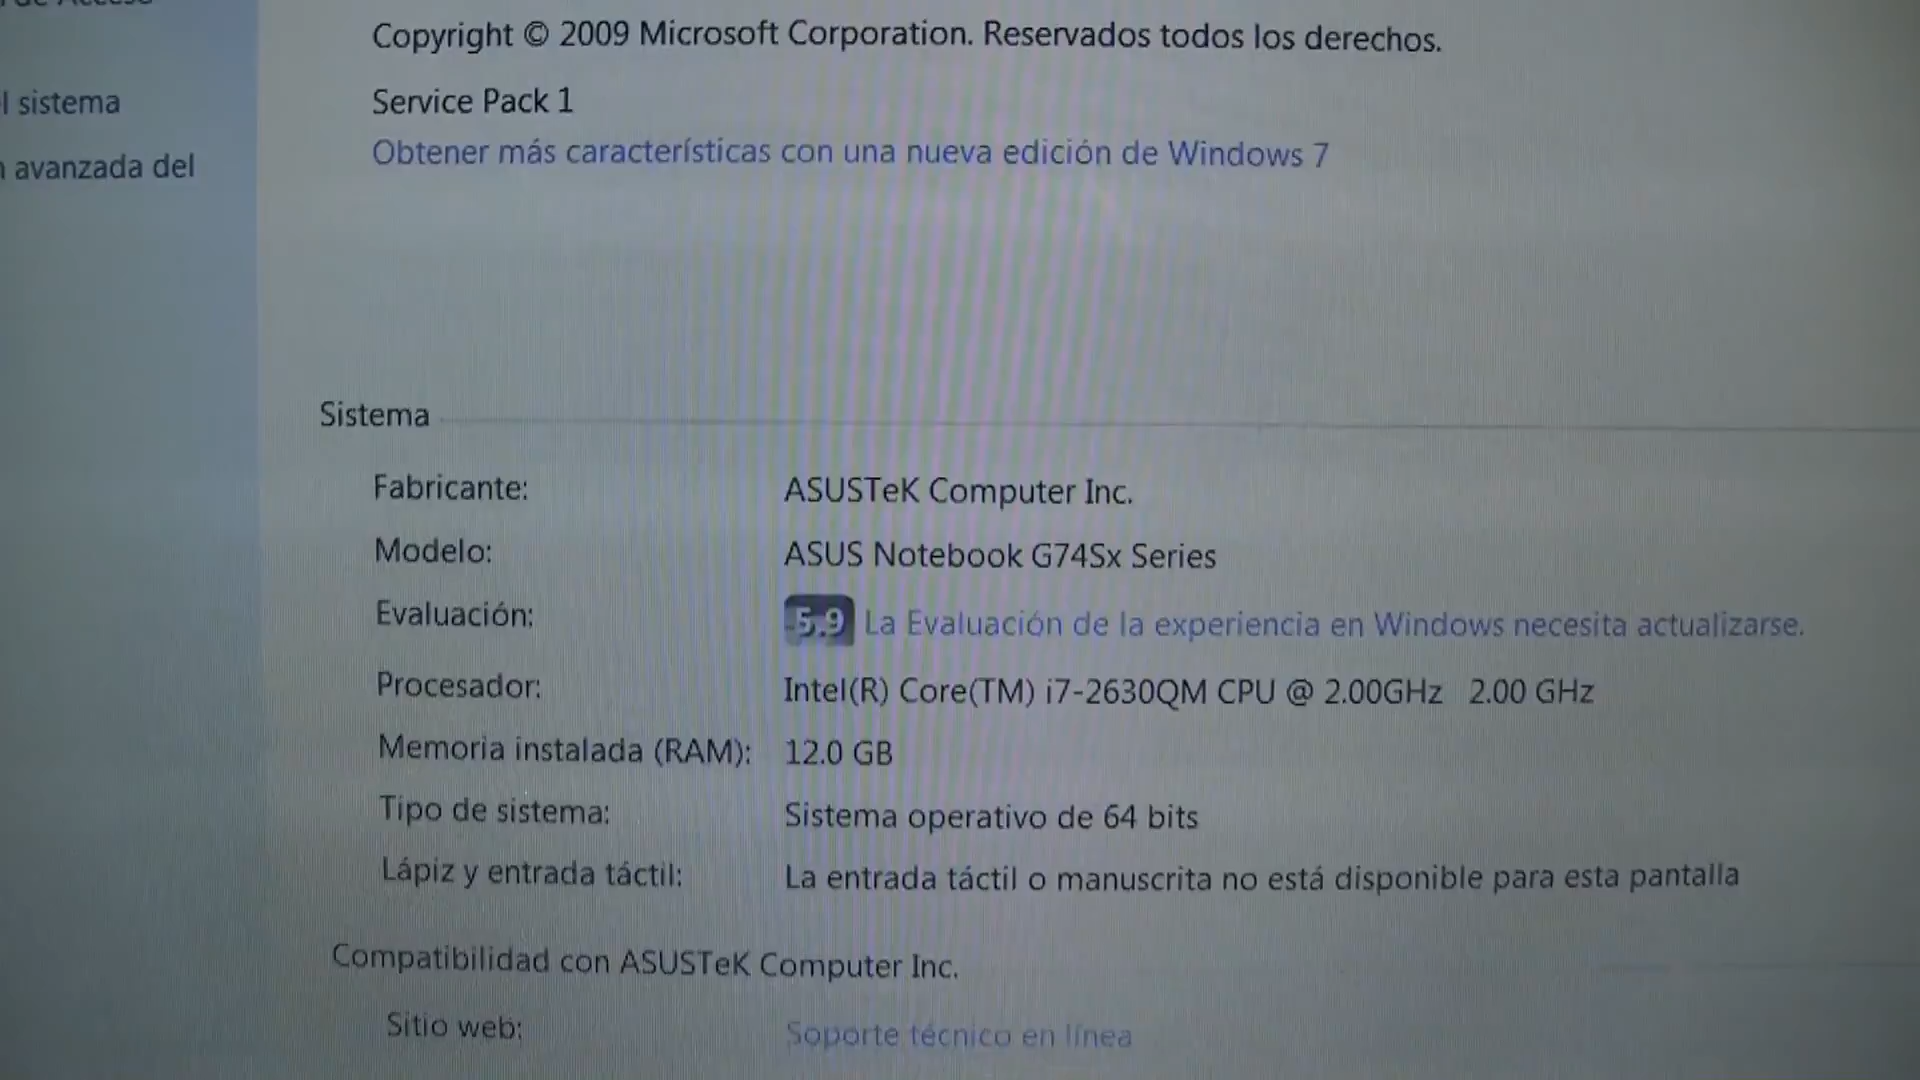 l sistema
avanzada del
Copyright © 2009 Microsoft Corporation. Reservados todos los derechos.
Service Pack 1
Obtener más características con una nueva edición de Windows 7
Sistema
Fabricante: ASUSTeK Computer Inc.
Modelo: ASUS Notebook G74Sx Series
Evaluación: 5.9 La Evaluación de la experiencia en Windows necesita actualizarse.
Procesador: Intel(R) Core(TM) i7-2630QM CPU @ 2.00GHz 2.00 GHz
Memoria instalada (RAM): 12.0 GB
Tipo de sistema: Sistema operativo de 64 bits
Lápiz y entrada táctil: La entrada táctil o manuscrita no está disponible para esta pantalla
Compatibilidad con ASUSTeK Computer Inc.
Sitio web: Soporte técnico en línea